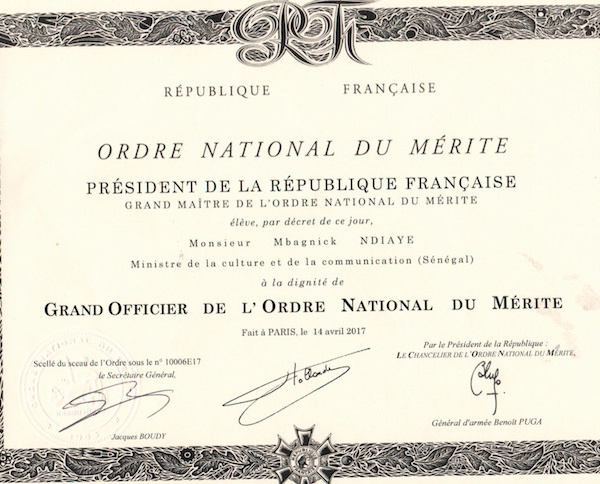 RF
RÉPUBLIQUE FRANÇAISE
ORDRE NATIONAL DU MÉRITE
PRÉSIDENT DE LA RÉPUBLIQUE FRANÇAISE
GRAND MAÎTRE DE L'ORDRE NATIONAL DU MÉRITE
élève, par décret de ce jour,
Monsieur Mbagnick NDIAYE
Ministre de la culture et de la communication (Sénégal)
à la dignité de
GRAND OFFICIER DE L'ORDRE NATIONAL DU MÉRITE
Fait à PARIS, le 14 avril 2017
Scellé du sceau de l'Ordre sous le n° 10006E17
le Secrétaire Général,
Jacques BOUDY
Par le Président de la République :
LE CHANCELIER DE L'ORDRE NATIONAL DU MÉRITE,
Général d'armée Benoît PUGA